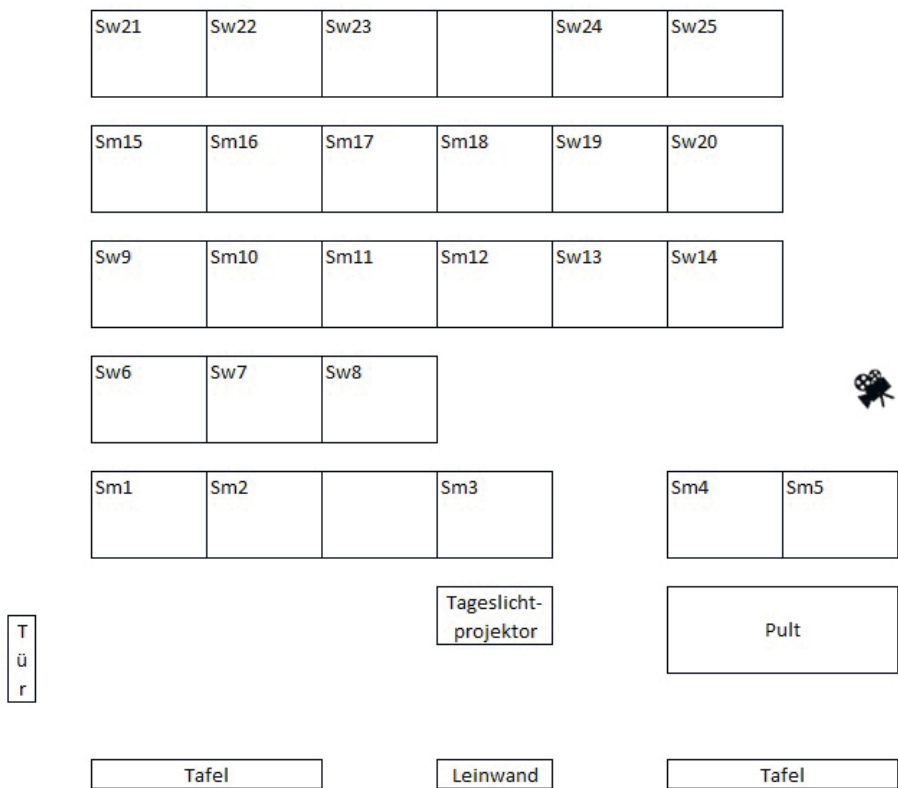 Sw21 Sw22 Sw23 Sw24 Sw25
Sm15 Sm16 Sm17 Sm18 Sw19 Sw20
Sw9 Sm10 Sm11 Sm12 Sw13 Sw14
Sw6 Sw7 Sw8
Sm1 Sm2 Sm3 Sm4 Sm5
Tageslicht-
projektor
Pult
T
ü
r
Tafel Leinwand Tafel